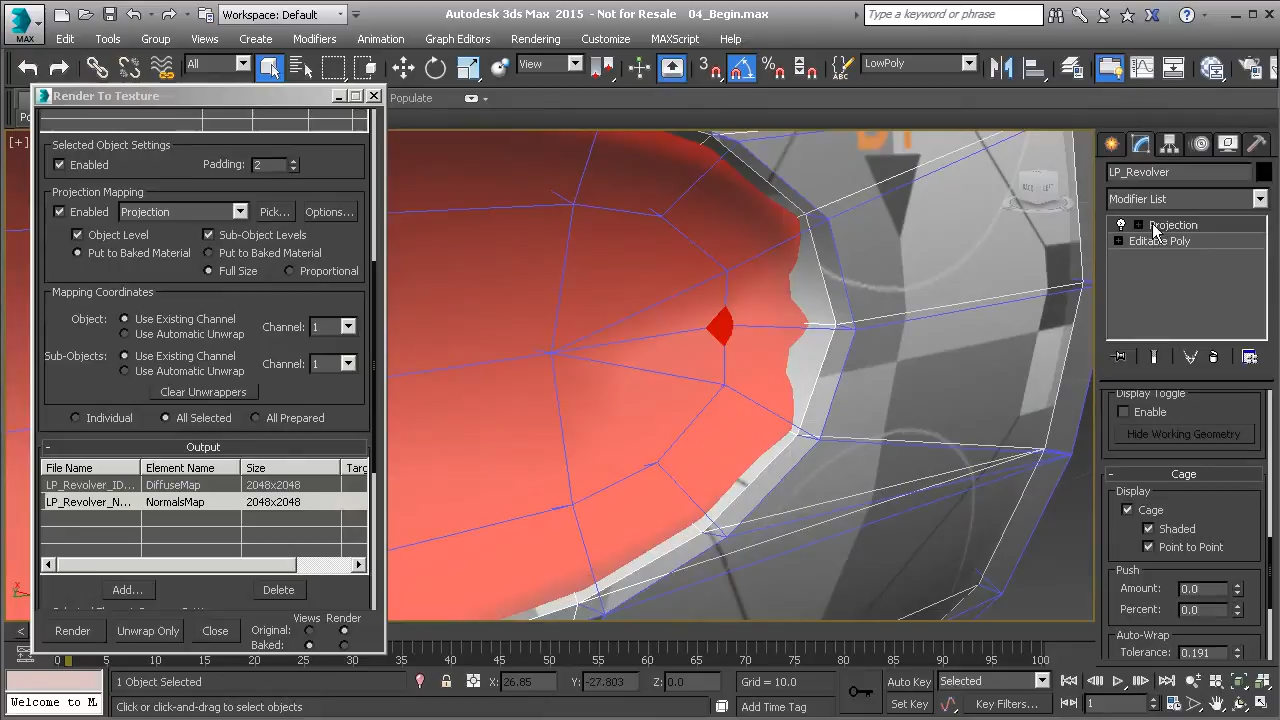 MAX
Workspace: Default
Autodesk 3ds Max 2015 - Not for Resale 04_Begin.max
Type a keyword or phrase
Edit Tools Group Views Create Modifiers Animation Graph Editors Rendering Customize MAXScript Help
All
View
LowPoly
Render To Texture
Populate
[+]
Selected Object Settings
Enabled Padding: 2
Projection Mapping
Enabled Projection Pick... Options...
Object Level Sub-Object Levels
Put to Baked Material Put to Baked Material
Full Size Proportional
Mapping Coordinates
Object: Use Existing Channel
Use Automatic Unwrap
Channel: 1
Sub-Objects: Use Existing Channel
Use Automatic Unwrap
Channel: 1
Clear Unwrappers
Individual All Selected All Prepared
- Output
File Name Element Name Size Targ
LP_Revolver_ID... DiffuseMap 2048x2048
LP_Revolver_N... NormalsMap 2048x2048
Add... Delete
Views Render
Render Unwrap Only Close
Original:
Baked:
LP_Revolver
Modifier List
Projection
Editable Poly
Display Toggle
Enable
Hide Working Geometry
- Cage
Display
Cage
Shaded
Point to Point
Push
Amount: 0.0
Percent: 0.0
Auto-Wrap
Tolerance: 0.191
0 5 10 15 20 25 30 35 40 45 50 55 60 65 70 75 80 85 90 95 100
1 Object Selected
X: 26.85 Y: -27.803 Z: 0.0 Grid = 10.0
Auto Key Selected
Welcome to M
Click or click-and-drag to select objects
Add Time Tag
Set Key Key Filters... 1